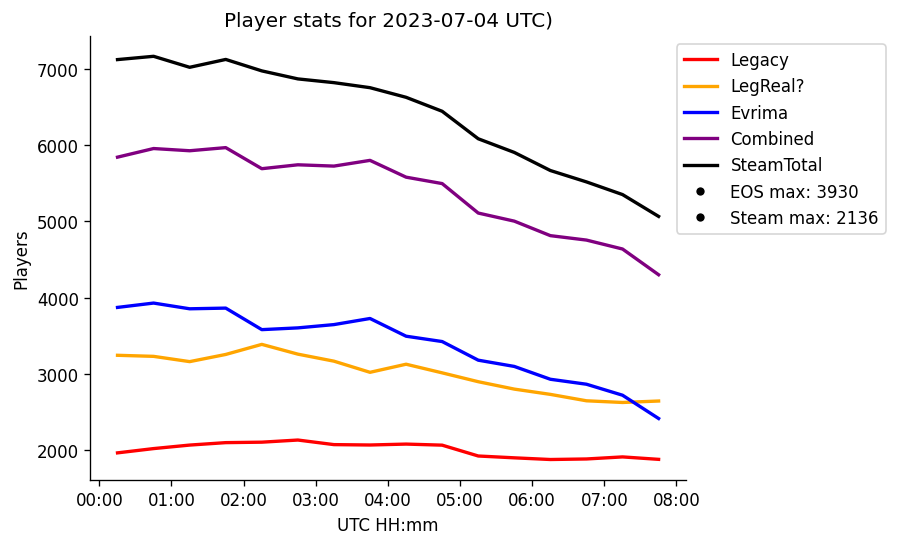 Player stats for 2023-07-04 UTC)
Legacy
LegReal?
Evrima
Combined
SteamTotal
EOS max: 3930
Steam max: 2136
Players
7000
6000
5000
4000
3000
2000
00:00 01:00 02:00 03:00 04:00 05:00 06:00 07:00 08:00
UTC HH:mm